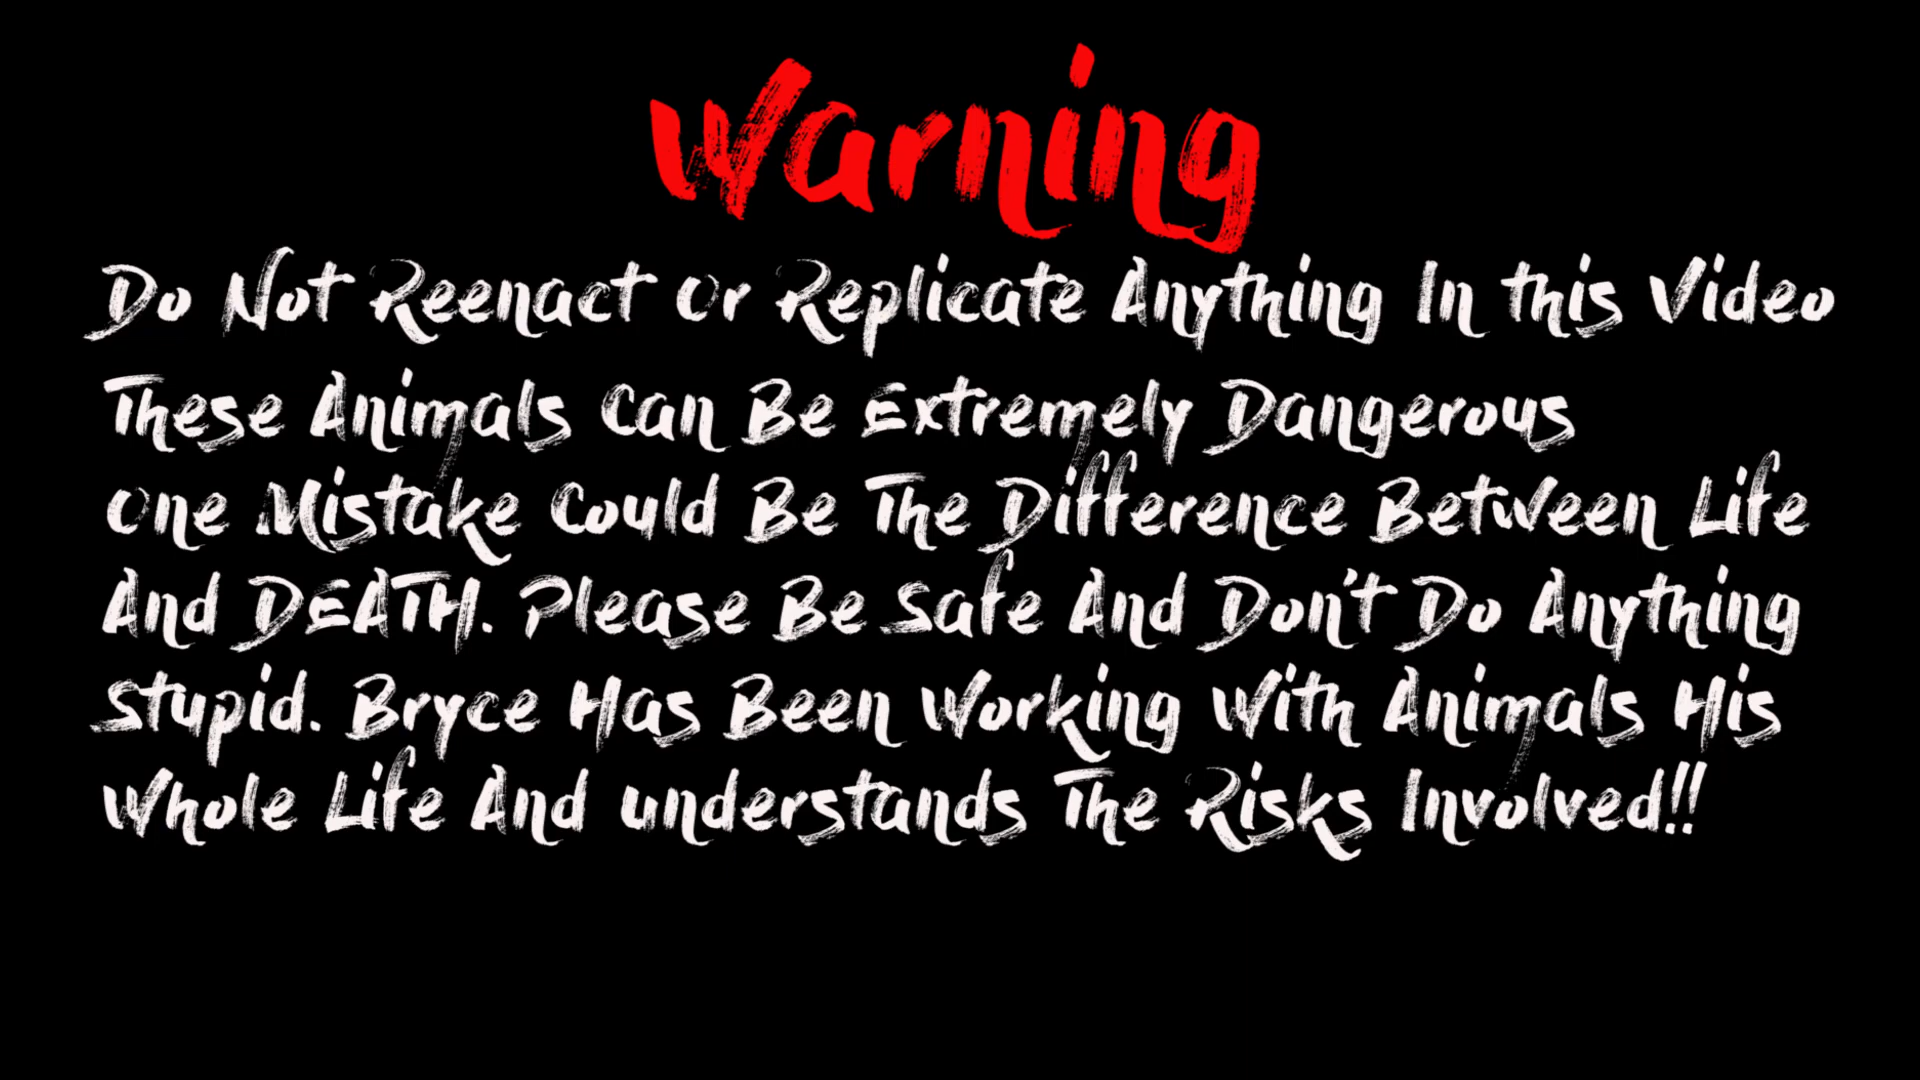 Warning
Do Not Reenact Or Replicate Anything In this Video
These Animals Can Be Extremely Dangerous
One Mistake Could Be The Difference Between Life
And DEATH. Please Be Safe And Don't Do Anything
Stupid. Bryce Has Been Working With Animals His
Whole Life And understands The Risks Involved!!